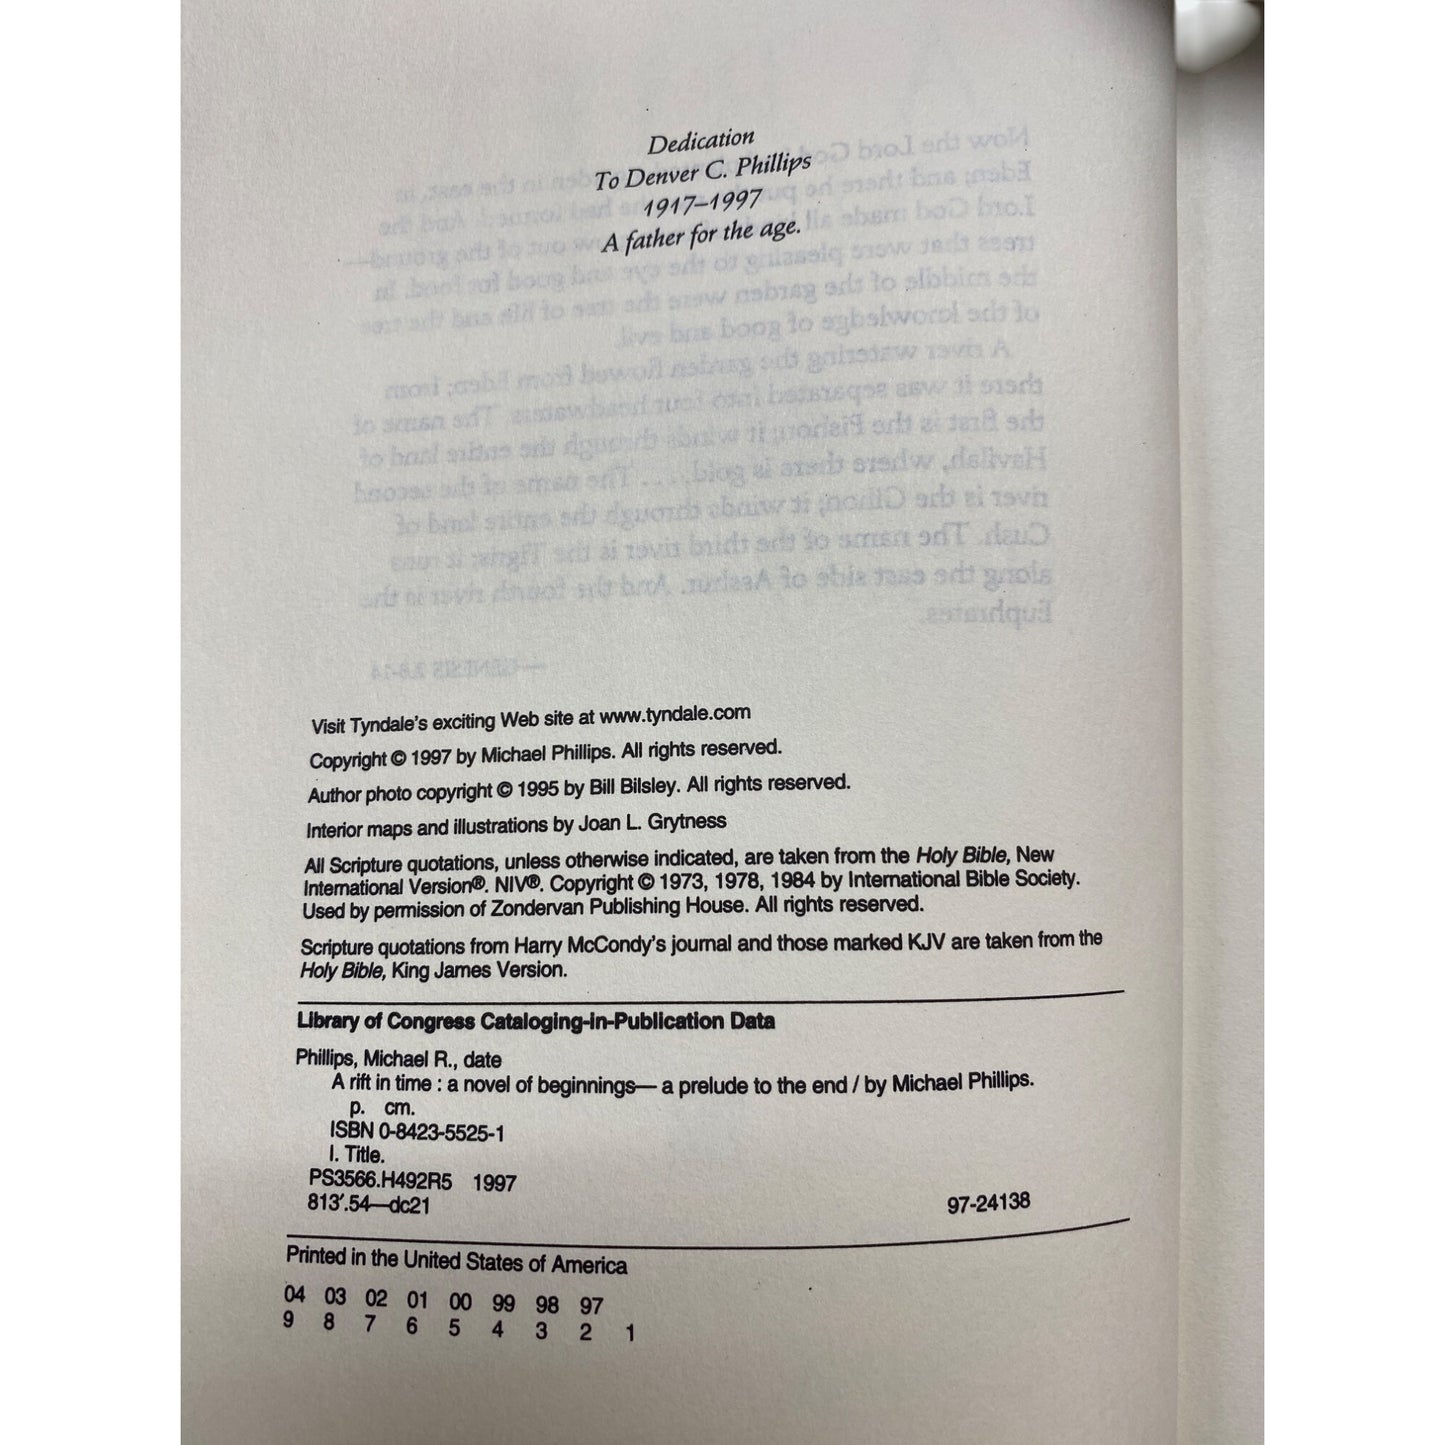 Dedication
To Denver C. Phillips
1917–1997
A father for the age.
Visit Tyndale's exciting Web site at www.tyndale.com
Copyright © 1997 by Michael Phillips. All rights reserved.
Author photo copyright © 1995 by Bill Bilsley. All rights reserved.
Interior maps and illustrations by Joan L. Grytness
All Scripture quotations, unless otherwise indicated, are taken from the Holy Bible, New
International Version®. NIV®. Copyright © 1973, 1978, 1984 by International Bible Society.
Used by permission of Zondervan Publishing House. All rights reserved.
Scripture quotations from Harry McCondy's journal and those marked KJV are taken from the
Holy Bible, King James Version.
Library of Congress Cataloging-in-Publication Data
Phillips, Michael R., date
A rift in time : a novel of beginnings— a prelude to the end / by Michael Phillips.
p. cm.
ISBN 0-8423-5525-1
I. Title.
PS3566.H492R5 1997
813′.54—dc21 97-24138
Printed in the United States of America
04 03 02 01 00 99 98 97
9 8 7 6 5 4 3 2 1